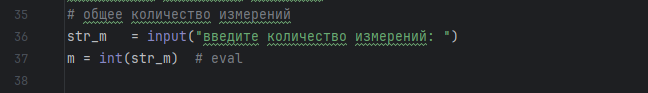 35 # общее количество измерений
36 str_m   = input("введите количество измерений: ")
37 m = int(str_m)  # eval
38